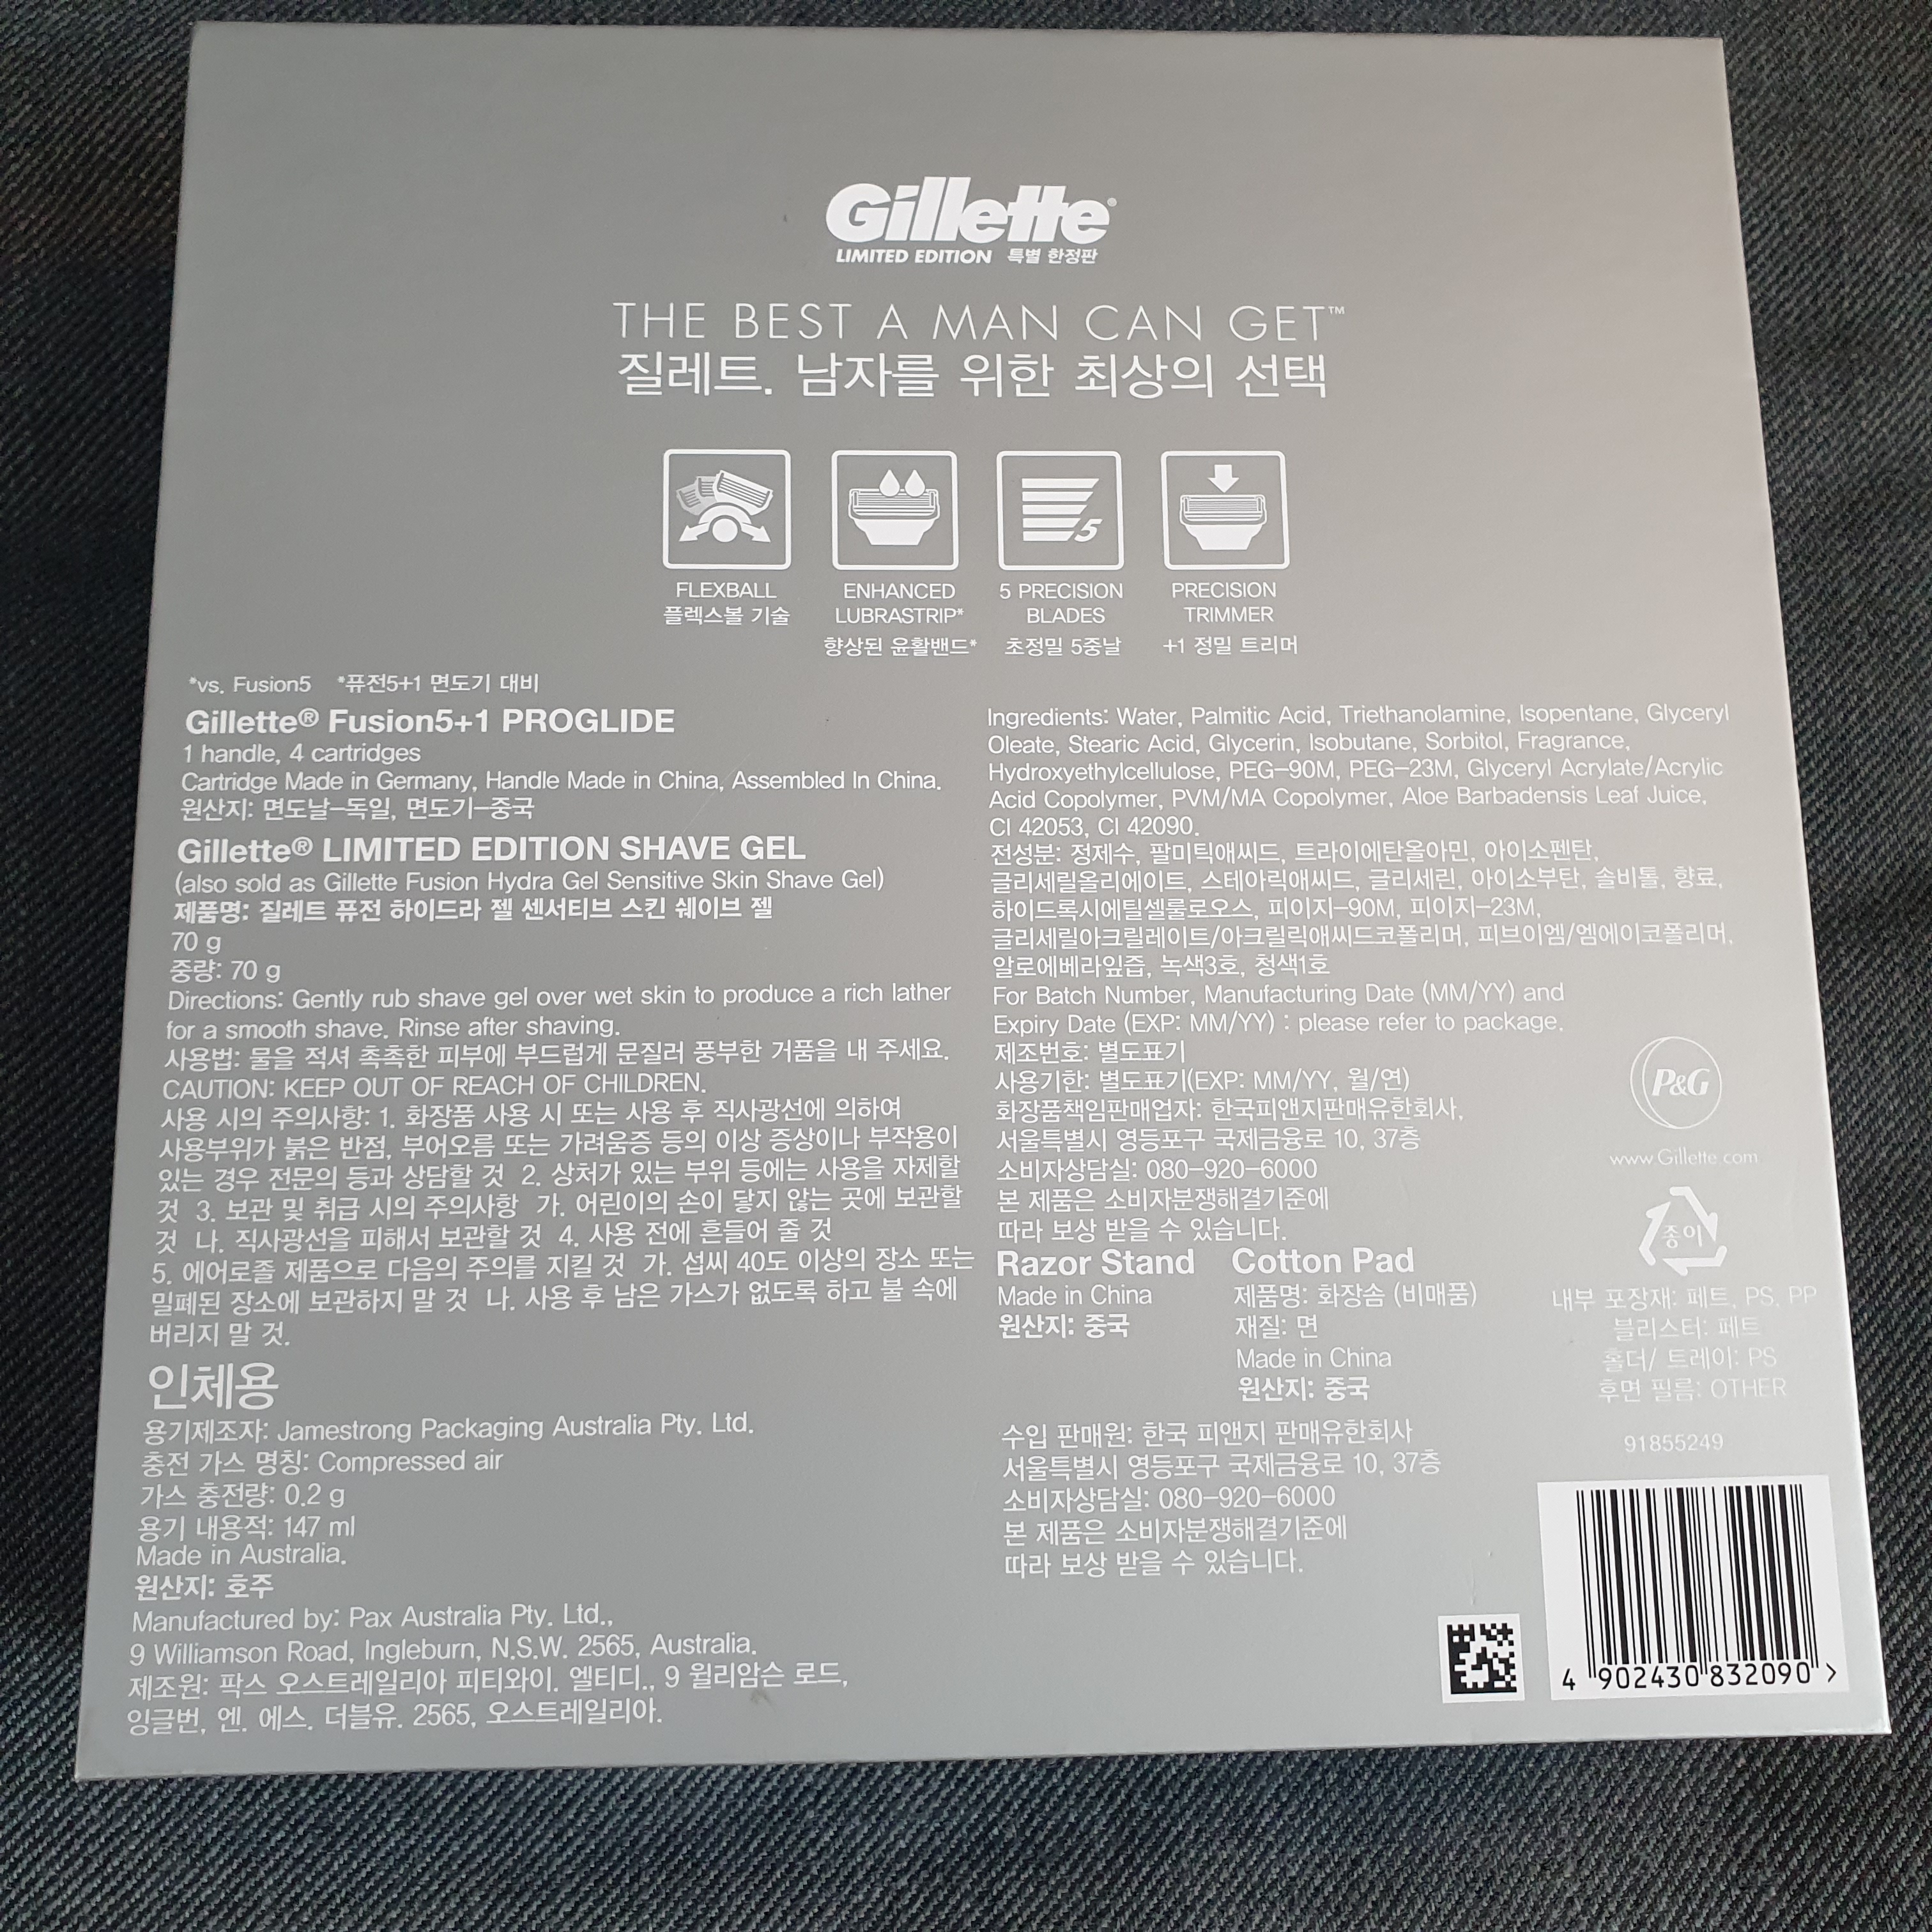 Gillette®
LIMITED EDITION 특별 한정판
THE BEST A MAN CAN GET™
질레트. 남자를 위한 최상의 선택
5
FLEXBALL
플렉스볼 기술
ENHANCED
LUBRASTRIP*
향상된 윤활밴드*
5 PRECISION
BLADES
초정밀 5중날
PRECISION
TRIMMER
+1 정밀 트리머
*vs. Fusion5 *퓨전5+1 면도기 대비
Gillette® Fusion5+1 PROGLIDE
1 handle, 4 cartridges
Cartridge Made in Germany, Handle Made in China, Assembled In China.
원산지: 면도날-독일, 면도기-중국
Gillette® LIMITED EDITION SHAVE GEL
(also sold as Gillette Fusion Hydra Gel Sensitive Skin Shave Gel)
제품명: 질레트 퓨전 하이드라 젤 센서티브 스킨 쉐이브 젤
70 g
중량: 70 g
Directions: Gently rub shave gel over wet skin to produce a rich lather
for a smooth shave. Rinse after shaving.
사용법: 물을 적셔 촉촉한 피부에 부드럽게 문질러 풍부한 거품을 내 주세요.
CAUTION: KEEP OUT OF REACH OF CHILDREN.
사용 시의 주의사항: 1. 화장품 사용 시 또는 사용 후 직사광선에 의하여
사용부위가 붉은 반점, 부어오름 또는 가려움증 등의 이상 증상이나 부작용이
있는 경우 전문의 등과 상담할 것 2. 상처가 있는 부위 등에는 사용을 자제할
것 3. 보관 및 취급 시의 주의사항 가. 어린이의 손이 닿지 않는 곳에 보관할
것 나. 직사광선을 피해서 보관할 것 4. 사용 전에 흔들어 줄 것
5. 에어로졸 제품으로 다음의 주의를 지킬 것 가. 섭씨 40도 이상의 장소 또는
밀폐된 장소에 보관하지 말 것 나. 사용 후 남은 가스가 없도록 하고 불 속에
버리지 말 것.
인체용
용기제조자: Jamestrong Packaging Australia Pty. Ltd.
충전 가스 명칭: Compressed air
가스 충전량: 0.2 g
용기 내용적: 147 ml
Made in Australia.
원산지: 호주
Manufactured by: Pax Australia Pty. Ltd.,
9 Williamson Road, Ingleburn, N.S.W. 2565, Australia.
제조원: 팍스 오스트레일리아 피티와이. 엘티디., 9 윌리암슨 로드,
잉글번, 엔. 에스. 더블유. 2565, 오스트레일리아.
Ingredients: Water, Palmitic Acid, Triethanolamine, Isopentane, Glyceryl
Oleate, Stearic Acid, Glycerin, Isobutane, Sorbitol, Fragrance,
Hydroxyethylcellulose, PEG-90M, PEG-23M, Glyceryl Acrylate/Acrylic
Acid Copolymer, PVM/MA Copolymer, Aloe Barbadensis Leaf Juice,
CI 42053, CI 42090.
전성분: 정제수, 팔미틱애씨드, 트라이에탄올아민, 아이소펜탄,
글리세릴올리에이트, 스테아릭애씨드, 글리세린, 아이소부탄, 솔비톨, 향료,
하이드록시에틸셀룰로오스, 피이지-90M, 피이지-23M,
글리세릴아크릴레이트/아크릴릭애씨드코폴리머, 피브이엠/엠에이코폴리머,
알로에베라잎즙, 녹색3호, 청색1호
For Batch Number, Manufacturing Date (MM/YY) and
Expiry Date (EXP: MM/YY) : please refer to package.
제조번호: 별도표기
사용기한: 별도표기(EXP: MM/YY, 월/연)
화장품책임판매업자: 한국피앤지판매유한회사,
서울특별시 영등포구 국제금융로 10, 37층
소비자상담실: 080-920-6000
본 제품은 소비자분쟁해결기준에
따라 보상 받을 수 있습니다.
Razor Stand
Made in China
원산지: 중국
Cotton Pad
제품명: 화장솜 (비매품)
재질: 면
Made in China
원산지: 중국
수입 판매원: 한국 피앤지 판매유한회사
서울특별시 영등포구 국제금융로 10, 37층
소비자상담실: 080-920-6000
본 제품은 소비자분쟁해결기준에
따라 보상 받을 수 있습니다.
P&G
www.Gillette.com
종이
내부 포장재: 페트, PS, PP
블리스터: 페트
홀더/ 트레이: PS
후면 필름: OTHER
91855249
4 902430 832090 >